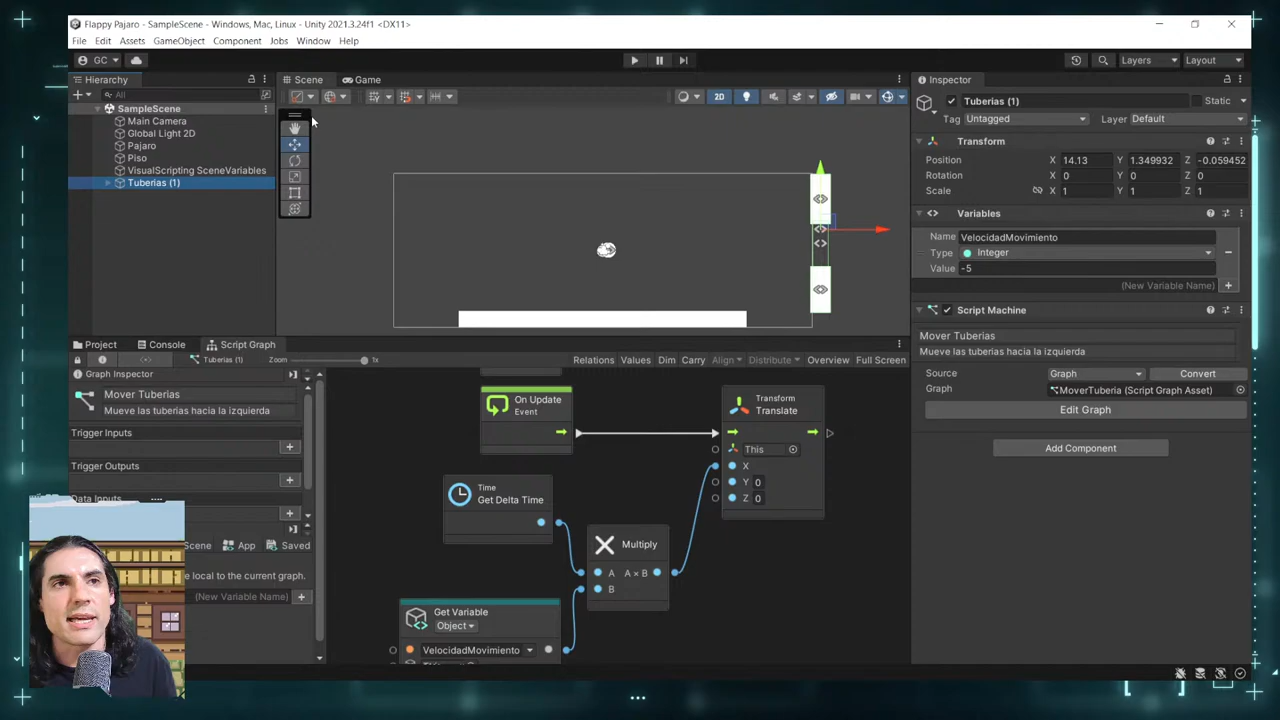 Flappy Pajaro - SampleScene - Windows, Mac, Linux - Unity 2021.3.24f1 <DX11>
File Edit Assets GameObject Component Jobs Window Help
GC Layers Layout
Hierarchy
All
SampleScene
Main Camera
Global Light 2D
Pajaro
Piso
VisualScripting SceneVariables
Tuberias (1)
Scene Game
2D
Inspector
Tuberias (1) Static
Tag Untagged Layer Default
Transform
Position X 14.13 Y 1.349932 Z -0.059452
Rotation X 0 Y 0 Z 0
Scale X 1 Y 1 Z 1
Variables
Name VelocidadMovimiento
Type Integer
Value -5
(New Variable Name)
Script Machine
Mover Tuberias
Mueve las tuberias hacia la izquierda
Source Graph Convert
Graph MoverTuberia (Script Graph Asset)
Edit Graph
Add Component
Project Console Script Graph
Tuberias (1) Zoom 1x Relations Values Dim Carry Align Distribute Overview Full Screen
Graph Inspector
Mover Tuberias
Mueve las tuberias hacia la izquierda
Trigger Inputs
Trigger Outputs
Data Inputs
Scene App Saved
e local to the current graph.
(New Variable Name)
On Update
Event
Transform
Translate
This
X
Y 0
Z 0
Time
Get Delta Time
Multiply
A A × B
B
Get Variable
Object
VelocidadMovimiento